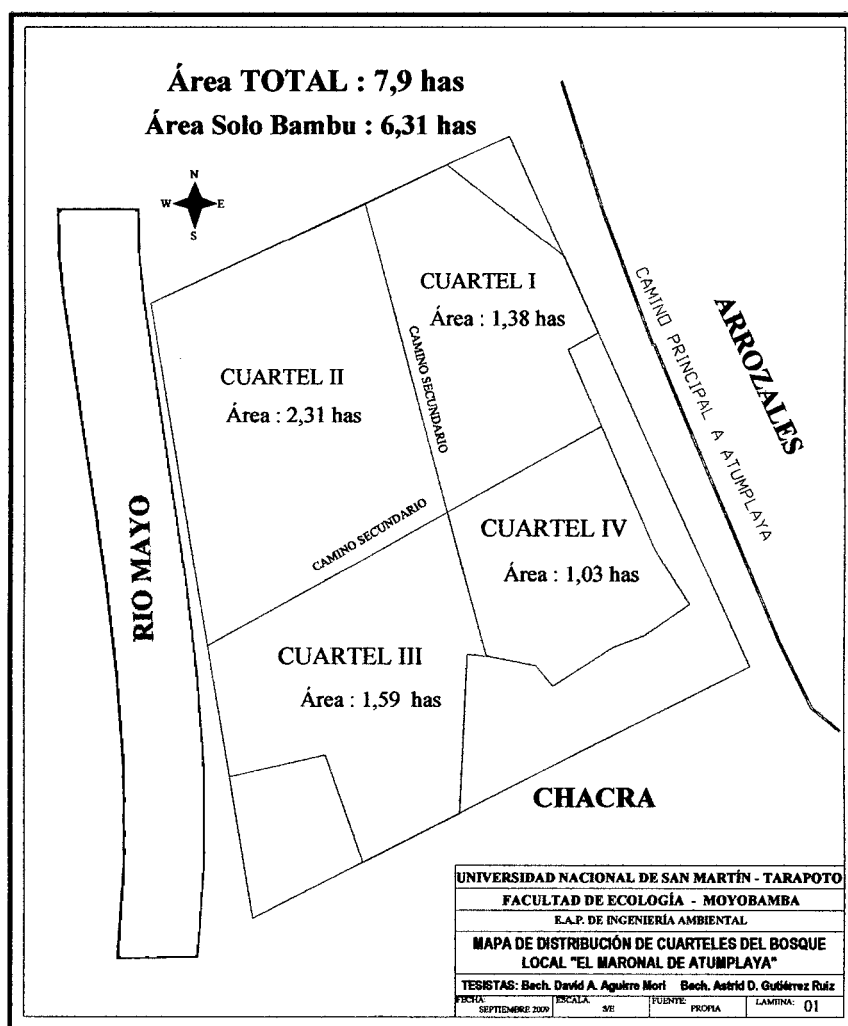 Área TOTAL : 7,9 has
Área Solo Bambu : 6,31 has
N
W E
S
CUARTEL I
Área : 1,38 has
CUARTEL II
Área : 2,31 has
CAMINO SECUNDARIO
CAMINO SECUNDARIO
CUARTEL IV
Área : 1,03 has
CUARTEL III
Área : 1,59 has
RIO MAYO
CAMINO PRINCIPAL A ATUMPLAYA
ARROZALES
CHACRA
UNIVERSIDAD NACIONAL DE SAN MARTÍN - TARAPOTO
FACULTAD DE ECOLOGÍA - MOYOBAMBA
E.A.P. DE INGENIERÍA AMBIENTAL
MAPA DE DISTRIBUCIÓN DE CUARTELES DEL BOSQUE
LOCAL "EL MARONAL DE ATUMPLAYA"
TESISTAS: Bach. David A. Aguirre Mori Bach. Astrid D. Gutiérrez Ruiz
FECHA: SEPTIEMBRE 2009 ESCALA: S/E FUENTE: PROPIA LAMTINA: 01